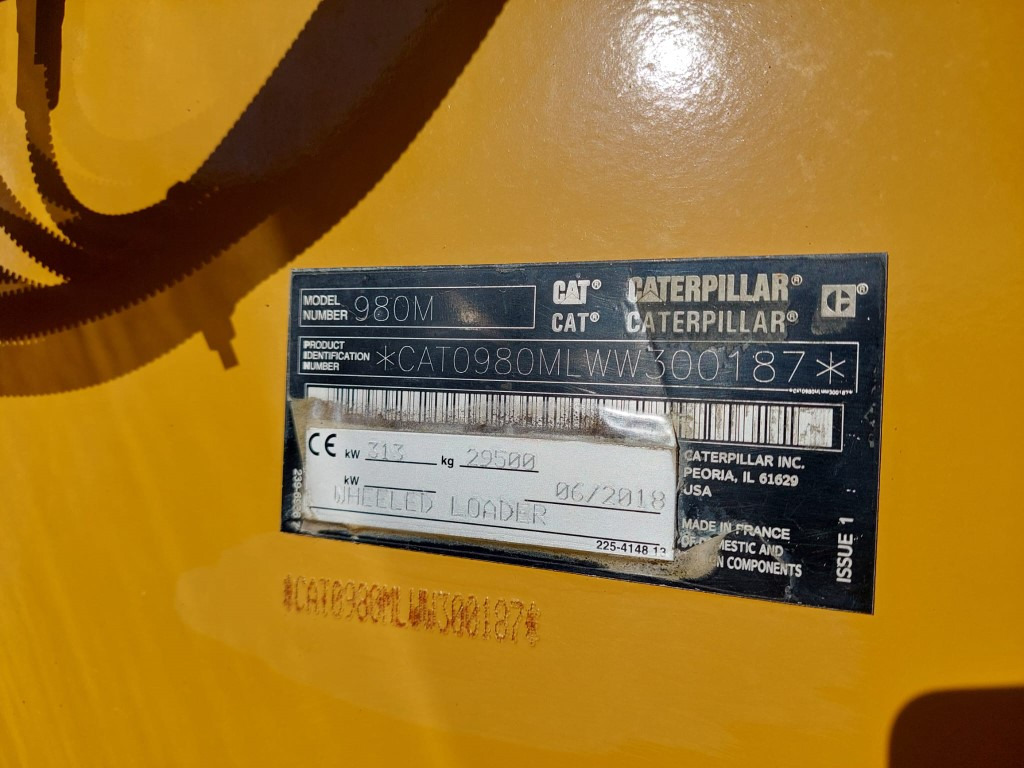 MODEL NUMBER 980M
CAT® CATERPILLAR®
CAT® CATERPILLAR®
PRODUCT IDENTIFICATION NUMBER *CAT0980MLWW300187*
CE kW 313 kg 29500
kW 06/2018
WHEELED LOADER
225-4148 13
CATERPILLAR INC.
PEORIA, IL 61629
USA
MADE IN FRANCE
MESTIC AND
N COMPONENTS
ISSUE 1
*CAT0980MLWW300187*